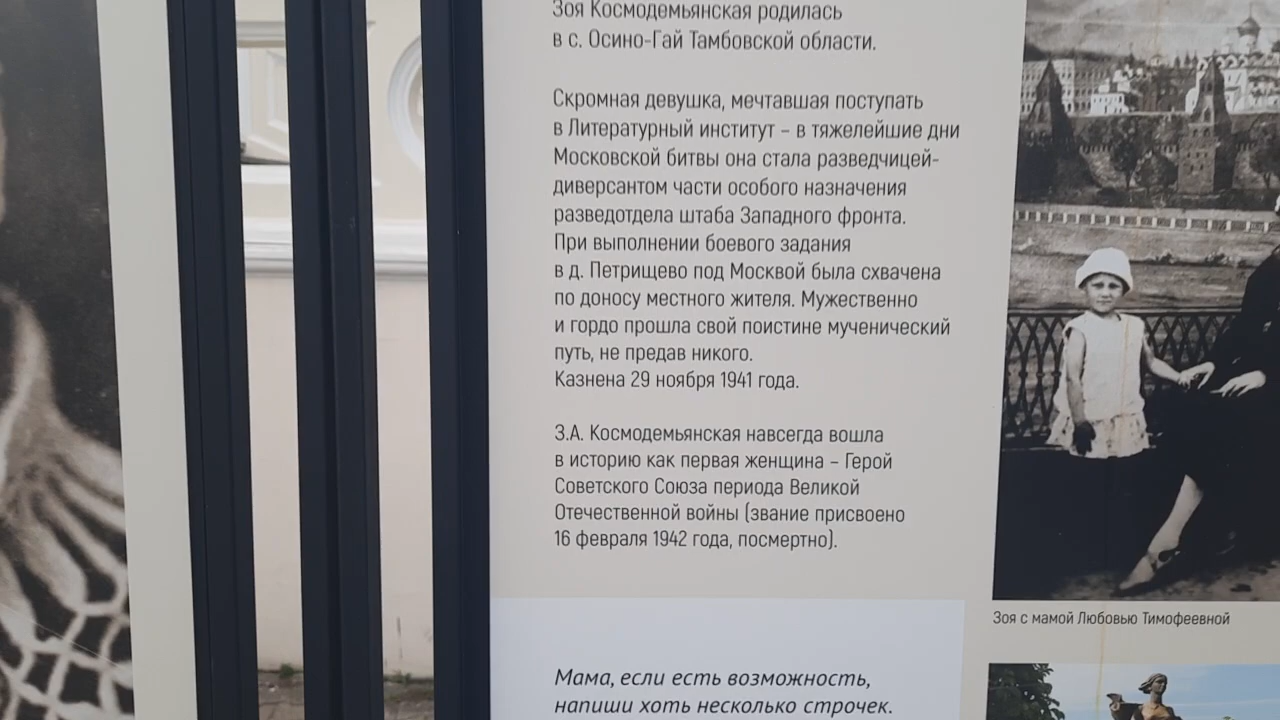 Зоя Космодемьянская родилась
в с. Осино-Гай Тамбовской области.
Скромная девушка, мечтавшая поступать
в Литературный институт – в тяжелейшие дни
Московской битвы она стала разведчицей-
диверсантом части особого назначения
разведотдела штаба Западного фронта.
При выполнении боевого задания
в д. Петрищево под Москвой была схвачена
по доносу местного жителя. Мужественно
и гордо прошла свой поистине мученический
путь, не предав никого.
Казнена 29 ноября 1941 года.
З.А. Космодемьянская навсегда вошла
в историю как первая женщина – Герой
Советского Союза периода Великой
Отечественной войны (звание присвоено
16 февраля 1942 года, посмертно).
Зоя с мамой Любовью Тимофеевной
Мама, если есть возможность,
напиши хоть несколько строчек.